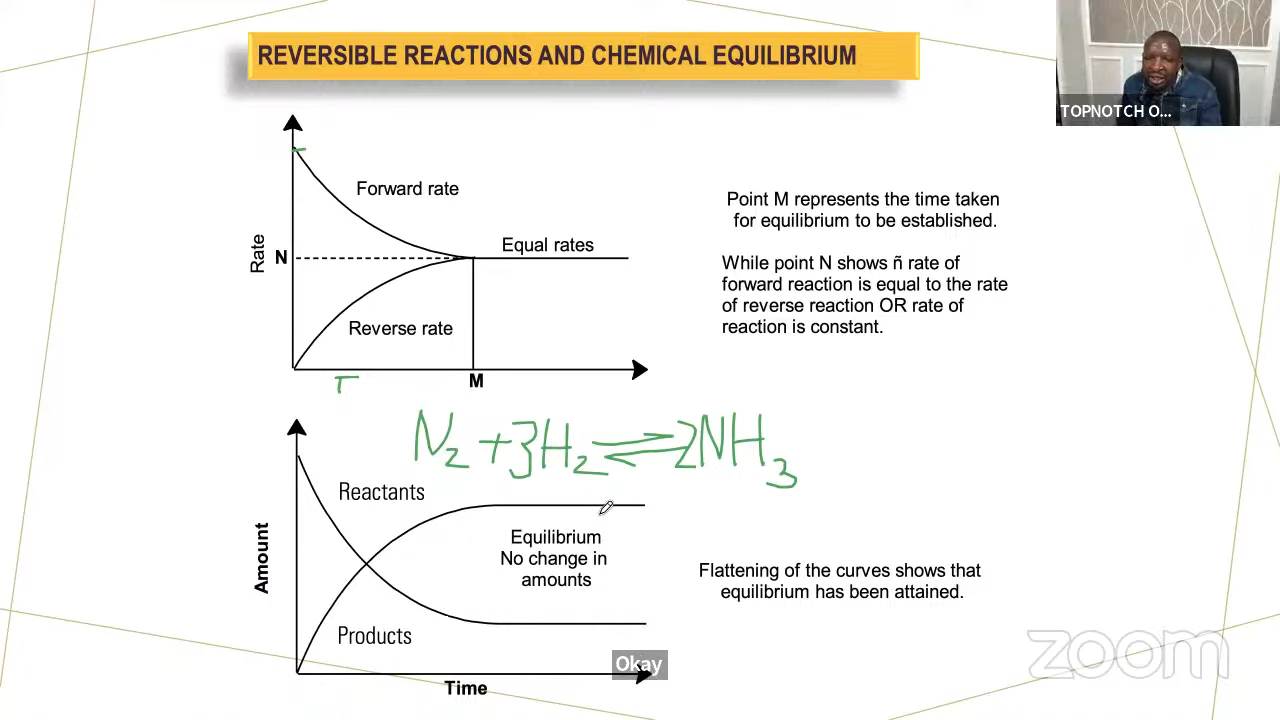 REVERSIBLE REACTIONS AND CHEMICAL EQUILIBRIUM
TOPNOTCH O...
Forward rate
Rate
N
Equal rates
Reverse rate
M
Point M represents the time taken
for equilibrium to be established.
While point N shows ñ rate of
forward reaction is equal to the rate
of reverse reaction OR rate of
reaction is constant.
N2 + 3H2 ⇌ 2NH3
Reactants
Amount
Equilibrium
No change in
amounts
Products
Time
Flattening of the curves shows that
equilibrium has been attained.
Okay
zoom